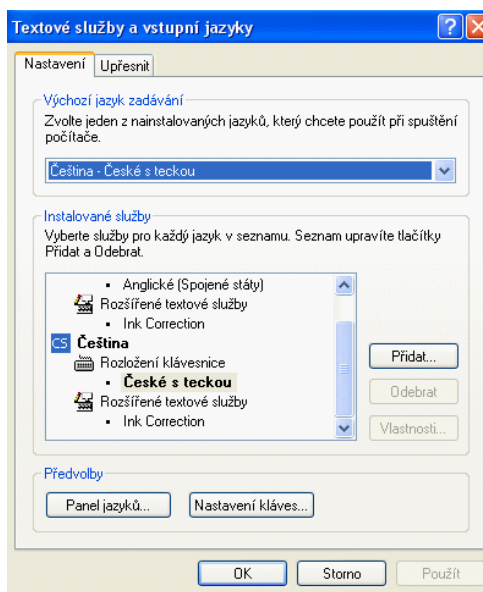 Textové služby a vstupní jazyky
Nastavení
Upřesnit
Výchozí jazyk zadávání
Zvolte jeden z nainstalovaných jazyků, který chcete použít při spuštění
počítače.
Čeština - České s teckou
Instalované služby
Vyberte služby pro každý jazyk v seznamu. Seznam upravíte tlačítky
Přidat a Odebrat.
Anglické (Spojené státy)
Rozšířené textové služby
Ink Correction
CS Čeština
Rozložení klávesnice
České s teckou
Rozšířené textové služby
Ink Correction
Přidat...
Odebrat
Vlastnosti...
Předvolby
Panel jazyků...
Nastavení kláves...
OK
Storno
Použít